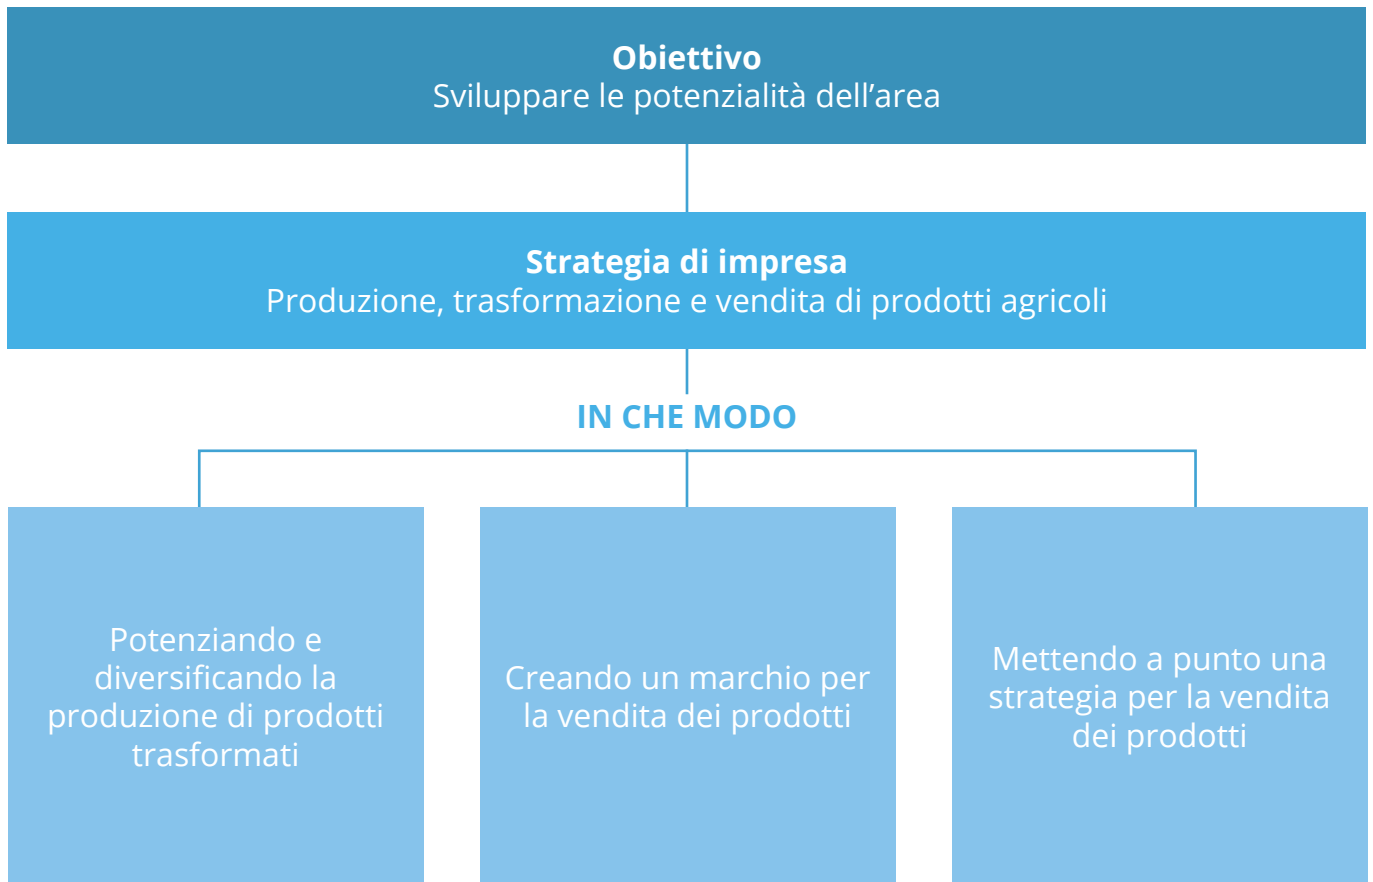 Obiettivo
Sviluppare le potenzialità dell’area
Strategia di impresa
Produzione, trasformazione e vendita di prodotti agricoli
IN CHE MODO
Potenziando e
diversificando la
produzione di prodotti
trasformati
Creando un marchio per
la vendita dei prodotti
Mettendo a punto una
strategia per la vendita
dei prodotti